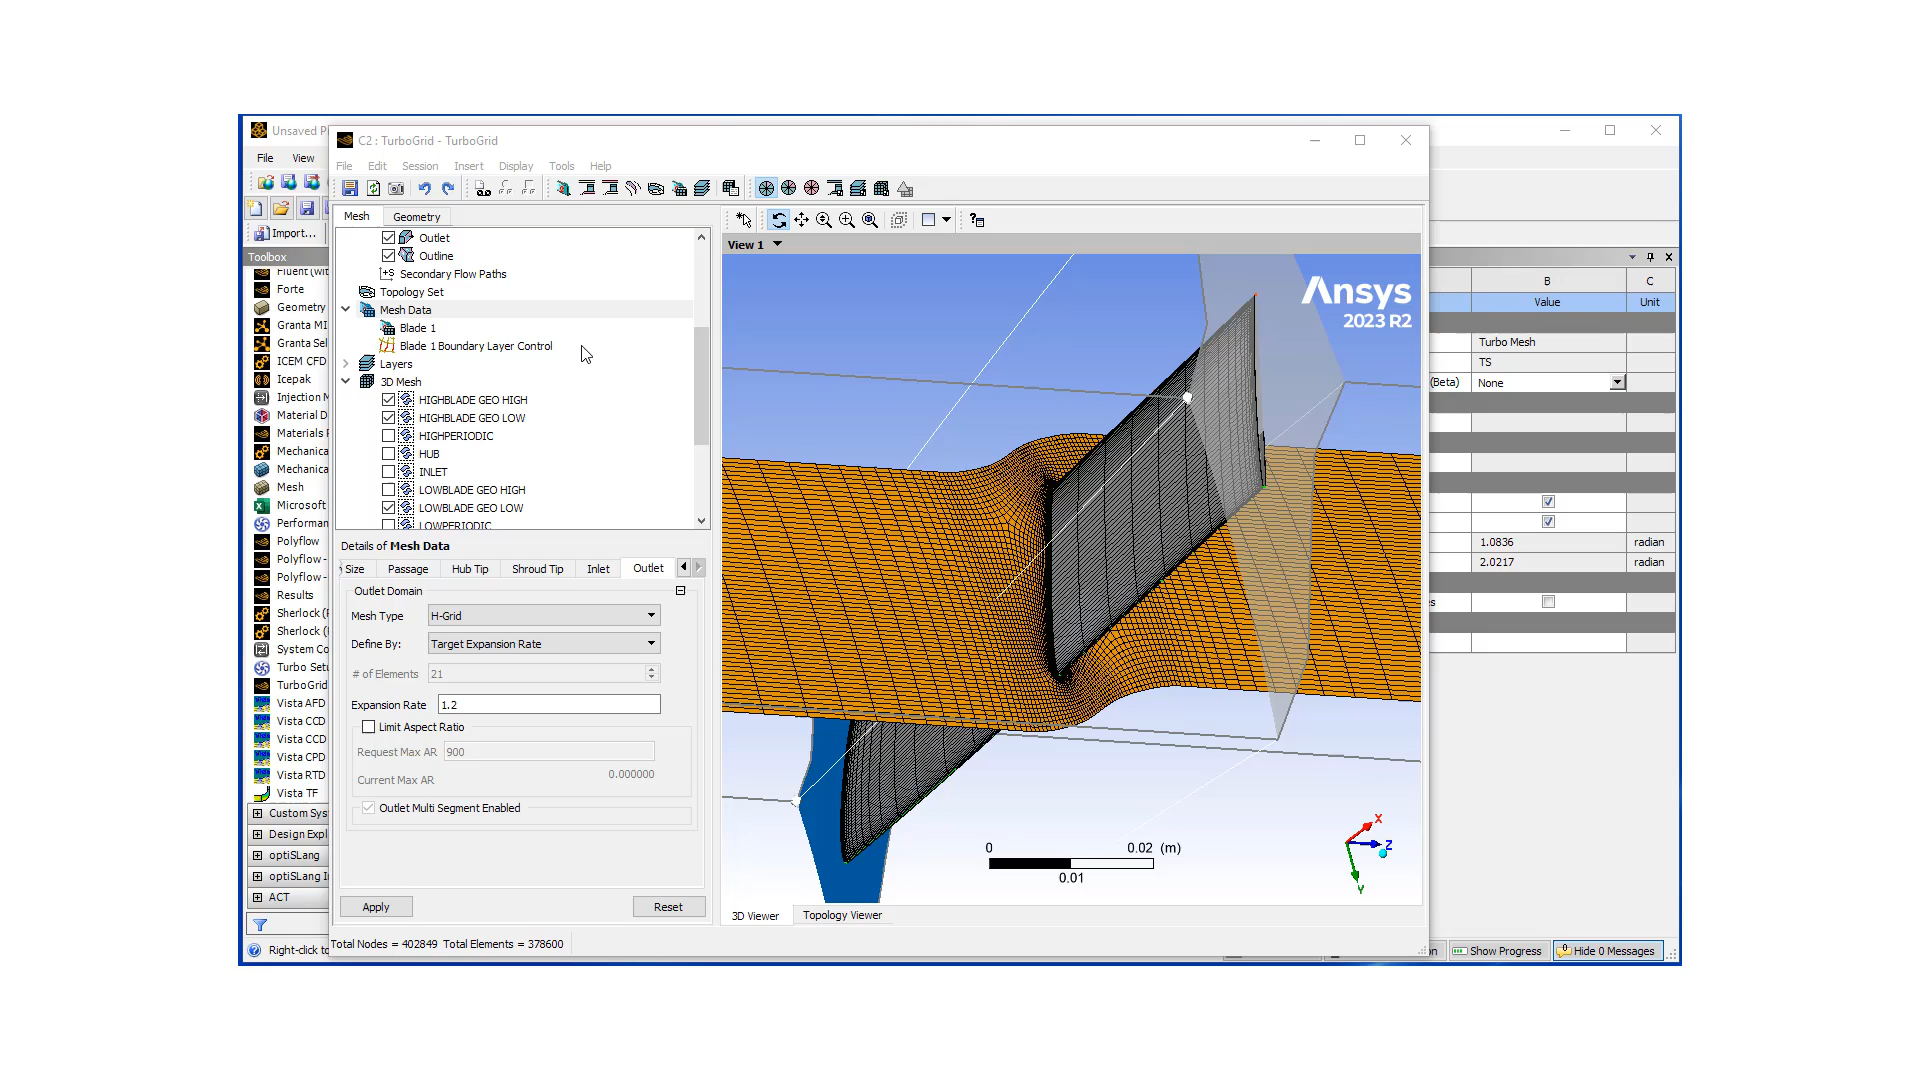 Unsaved P
File View
Import...
Toolbox
Fluent (wit
Forte
Geometry
Granta MI
Granta Sel
ICEM CFD
Icepak
Injection M
Material D
Materials P
Mechanica
Mechanica
Mesh
Microsoft
Performan
Polyflow
Polyflow -
Polyflow -
Results
Sherlock (
Sherlock (
System Co
Turbo Setu
TurboGrid
Vista AFD
Vista CCD
Vista CCD
Vista CPD
Vista RTD
Vista TF
Custom Sys
Design Expl
optiSLang
optiSLang In
ACT
Right-click to
C2 : TurboGrid - TurboGrid
File Edit Session Insert Display Tools Help
Mesh Geometry
Outlet
Outline
Secondary Flow Paths
Topology Set
Mesh Data
Blade 1
Blade 1 Boundary Layer Control
Layers
3D Mesh
HIGHBLADE GEO HIGH
HIGHBLADE GEO LOW
HIGHPERIODIC
HUB
INLET
LOWBLADE GEO HIGH
LOWBLADE GEO LOW
LOWPERIODIC
Details of Mesh Data
Size Passage Hub Tip Shroud Tip Inlet Outlet
Outlet Domain
Mesh Type H-Grid
Define By: Target Expansion Rate
# of Elements 21
Expansion Rate 1.2
Limit Aspect Ratio
Request Max AR 900
Current Max AR 0.000000
Outlet Multi Segment Enabled
Apply Reset
Total Nodes = 402849 Total Elements = 378600
View 1
Ansys
2023 R2
0 0.02 (m)
0.01
X
Z
Y
3D Viewer Topology Viewer
B C
Value Unit
Turbo Mesh
TS
(Beta) None
1.0836 radian
2.0217 radian
s
n Show Progress Hide 0 Messages